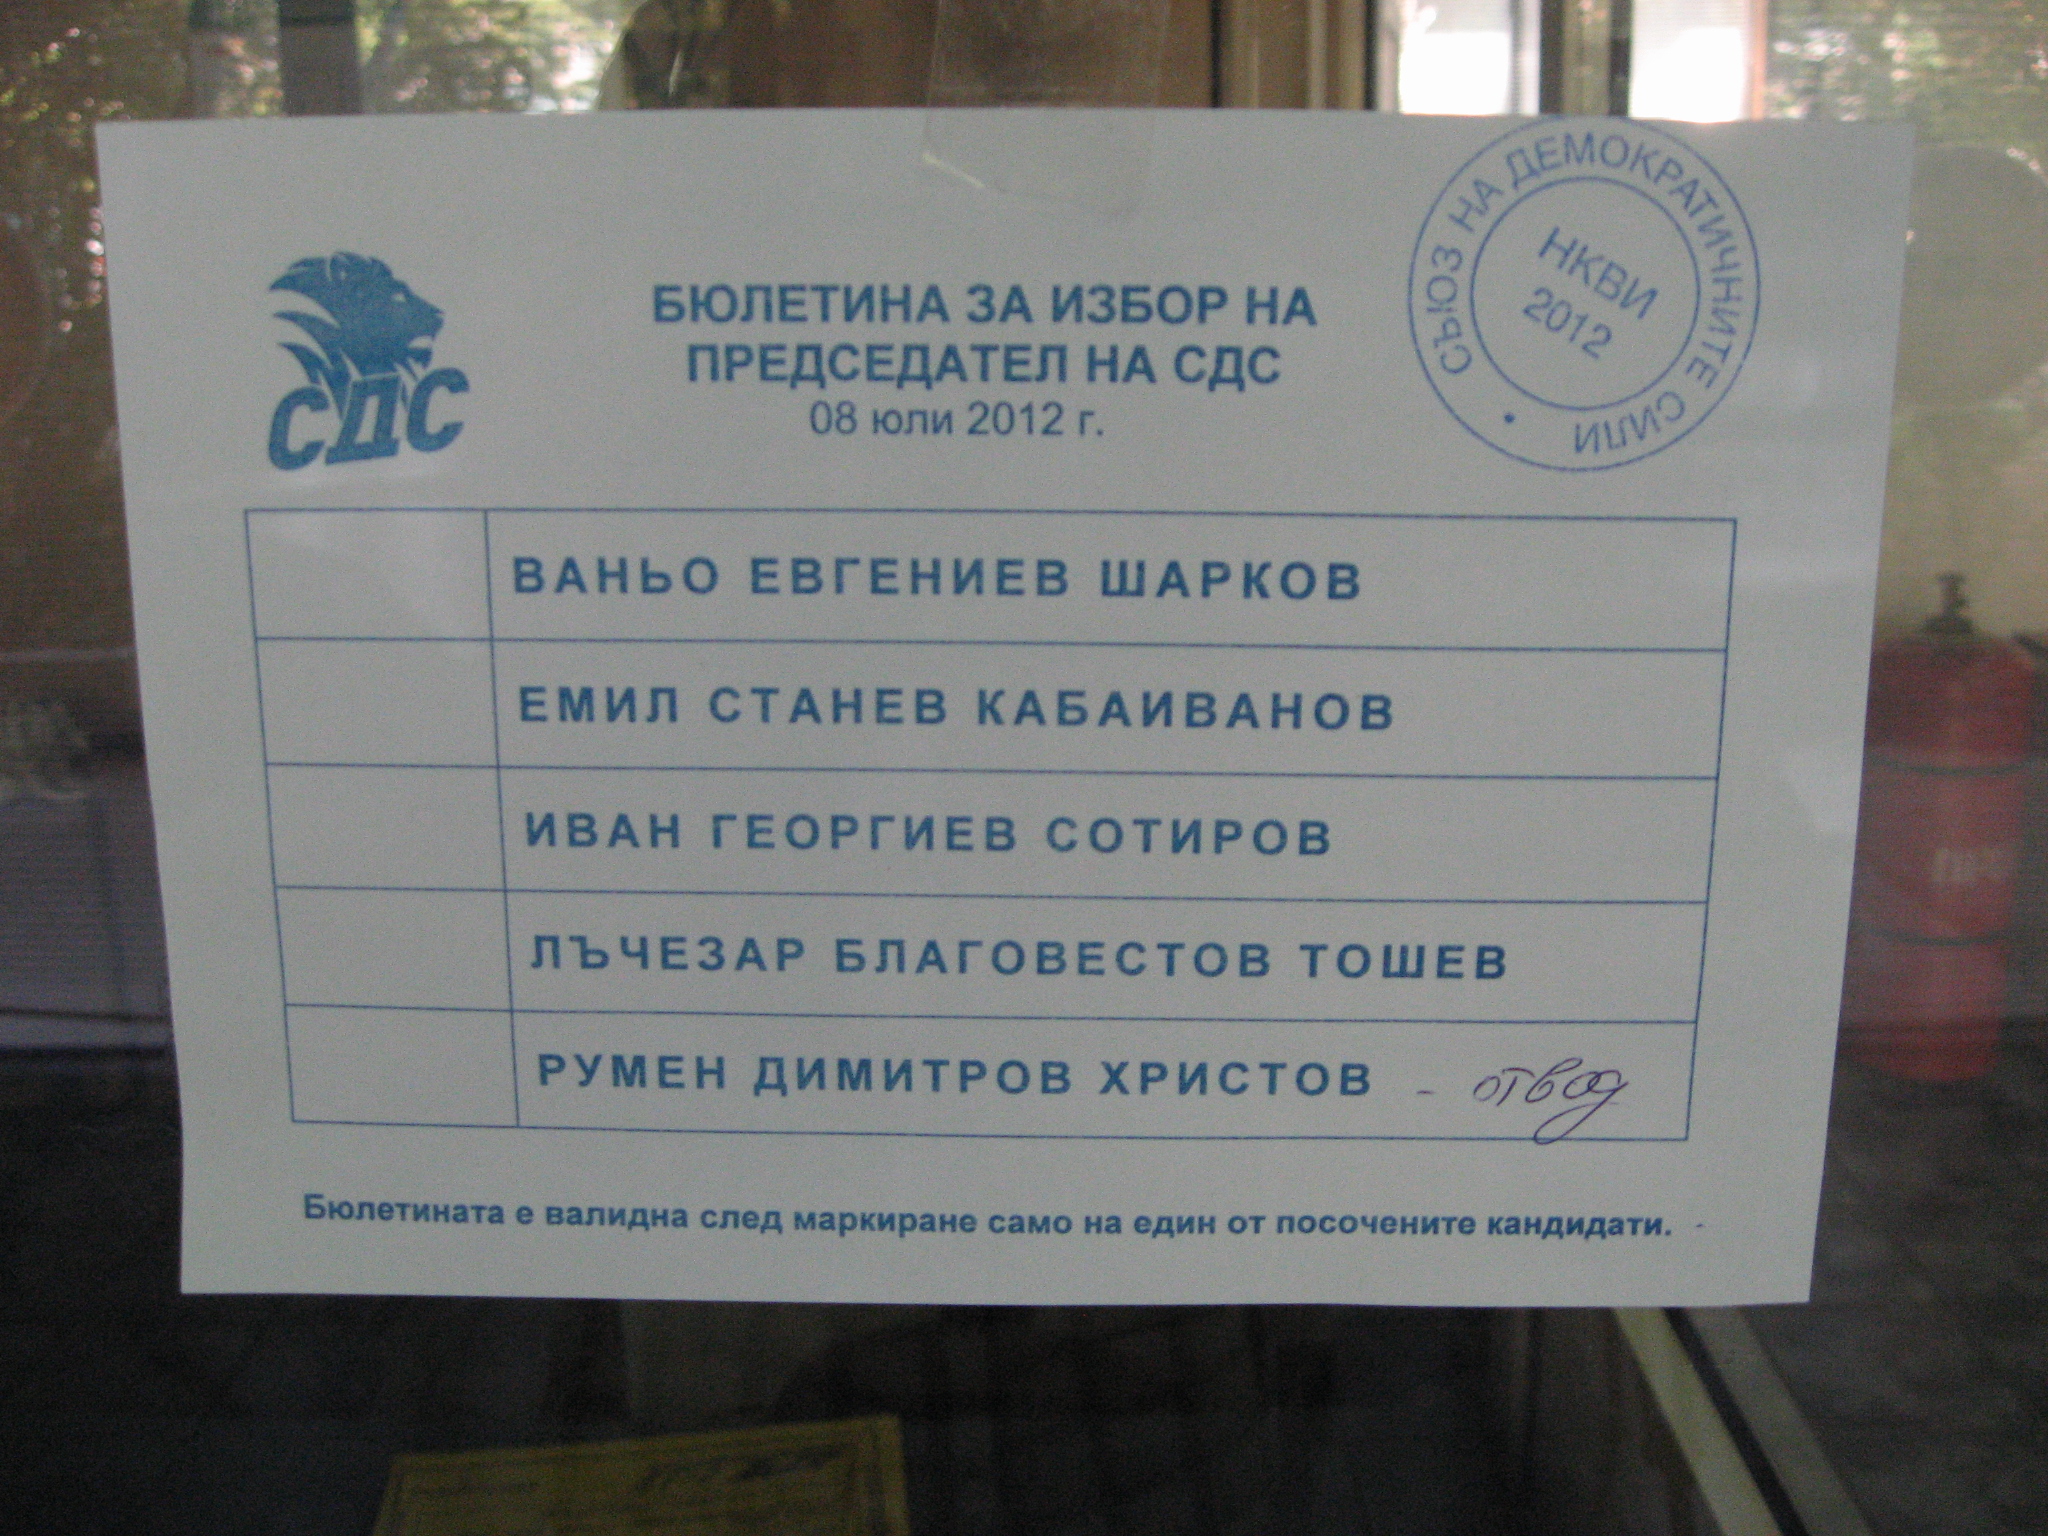 СДС
БЮЛЕТИНА ЗА ИЗБОР НА
ПРЕДСЕДАТЕЛ НА СДС
08 юли 2012 г.
СЪЮЗ НА ДЕМОКРАТИЧНИТЕ СИЛИ •
НКВИ
2012
ВАНЬО ЕВГЕНИЕВ ШАРКОВ
ЕМИЛ СТАНЕВ КАБАИВАНОВ
ИВАН ГЕОРГИЕВ СОТИРОВ
ЛЪЧЕЗАР БЛАГОВЕСТОВ ТОШЕВ
РУМЕН ДИМИТРОВ ХРИСТОВ - отвод
Бюлетината е валидна след маркиране само на един от посочените кандидати.